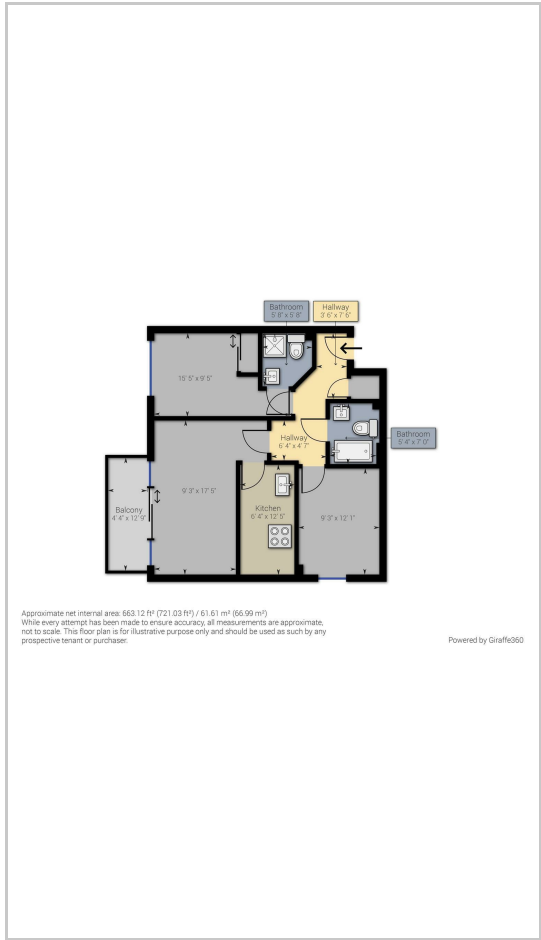 Bathroom
5' 8" x 5' 8"
Hallway
3' 6" x 7' 6"
15' 5" x 9' 5"
Bathroom
5' 4" x 7' 0"
Hallway
6' 4" x 4' 7"
9' 3" x 17' 5"
Balcony
4' 4" x 12' 9"
Kitchen
6' 4" x 12' 5"
9' 3" x 12' 1"
Approximate net internal area: 663.12 ft² (721.03 ft²) / 61.61 m² (66.99 m²)
While every attempt has been made to ensure accuracy, all measurements are approximate,
not to scale. This floor plan is for illustrative purpose only and should be used as such by any
prospective tenant or purchaser.
Powered by Giraffe360